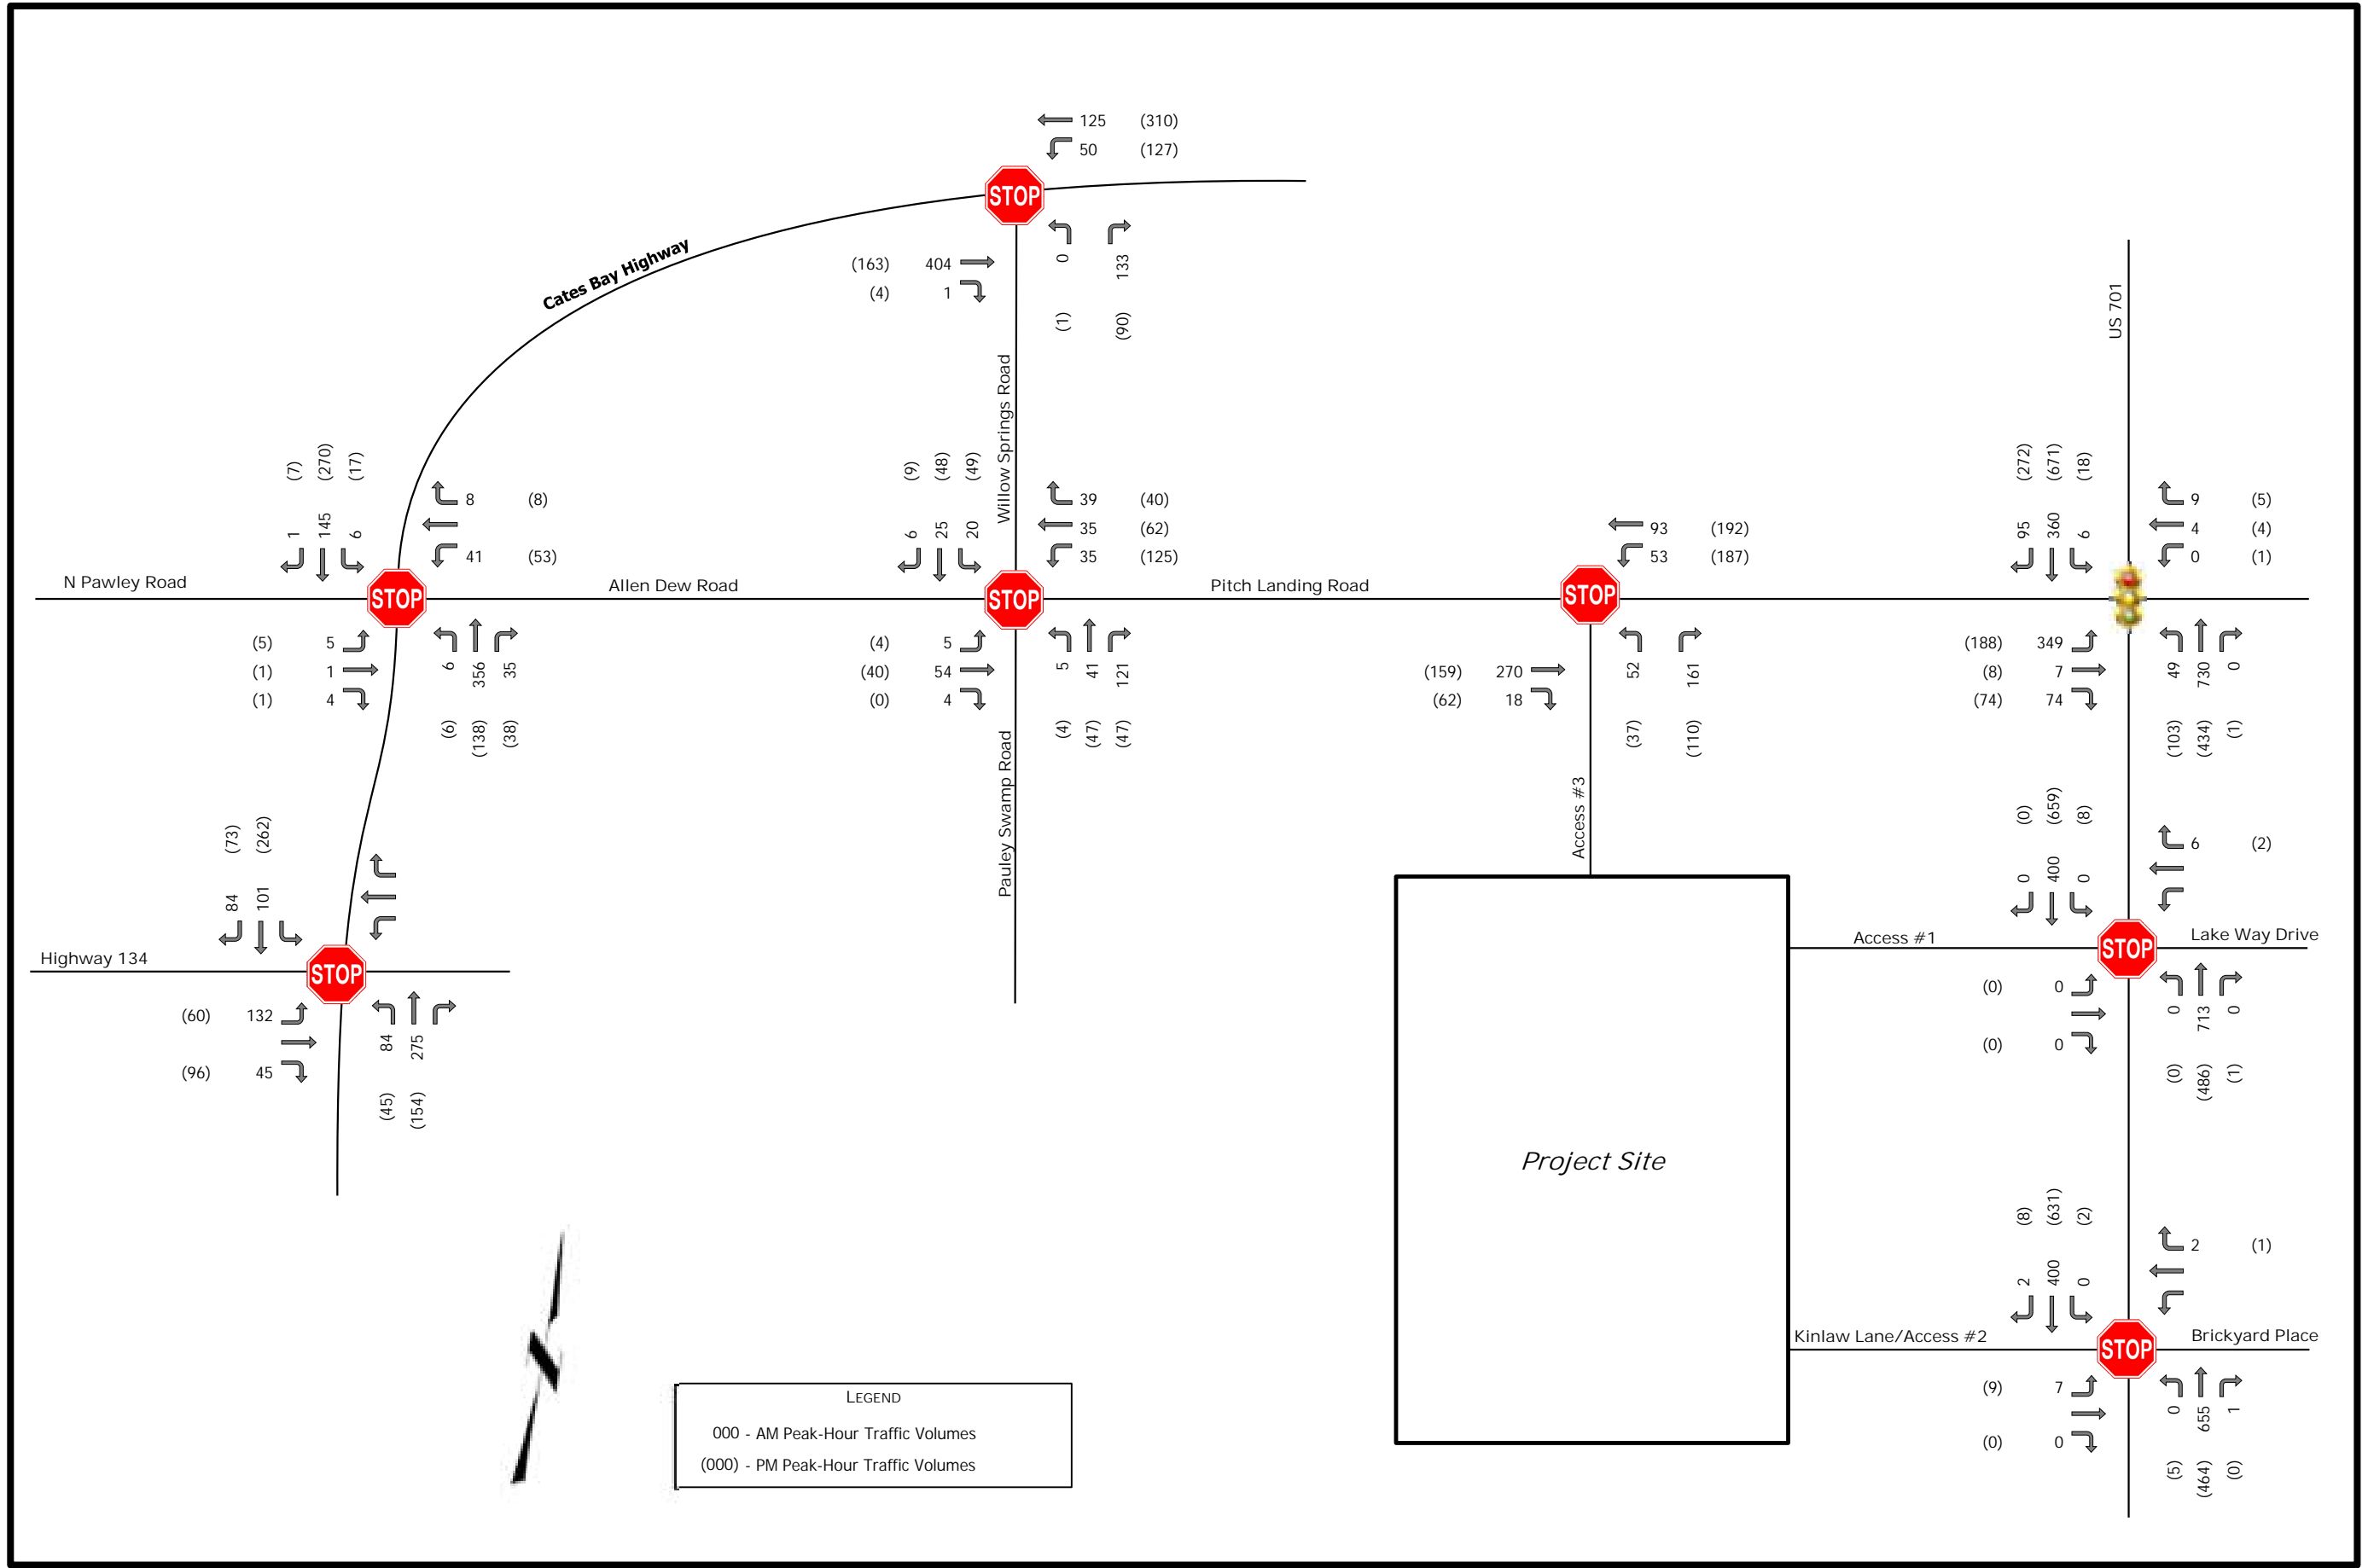 125 (310)
50 (127)
STOP
(163) 404
(4) 1
0 133
(1) (90)
Cates Bay Highway
Willow Springs Road
US 701
(7) (270) (17)
1 145 6
8 (8)
41 (53)
STOP
N Pawley Road
Allen Dew Road
(5) 5
(1) 1
(1) 4
6 356 35
(6) (138) (38)
(9) (48) (49)
6 25 20
39 (40)
35 (62)
35 (125)
STOP
Pitch Landing Road
(4) 5
(40) 54
(0) 4
5 41 121
(4) (47) (47)
Pauley Swamp Road
93 (192)
53 (187)
STOP
(159) 270
(62) 18
52 161
(37) (110)
Access #3
(272) (671) (18)
95 360 6
9 (5)
4 (4)
0 (1)
(188) 349
(8) 7
(74) 74
49 730 0
(103) (434) (1)
(73) (262)
84 101
Highway 134
STOP
(60) 132
(96) 45
84 275
(45) (154)
(0) (659) (8)
0 400 0
6 (2)
Access #1
STOP
Lake Way Drive
(0) 0
(0) 0
0 713 0
(0) (486) (1)
Project Site
(8) (631) (2)
2 400 0
2 (1)
Kinlaw Lane/Access #2
STOP
Brickyard Place
(9) 7
(0) 0
0 655 1
(5) (464) (0)
N
LEGEND
000 - AM Peak-Hour Traffic Volumes
(000) - PM Peak-Hour Traffic Volumes